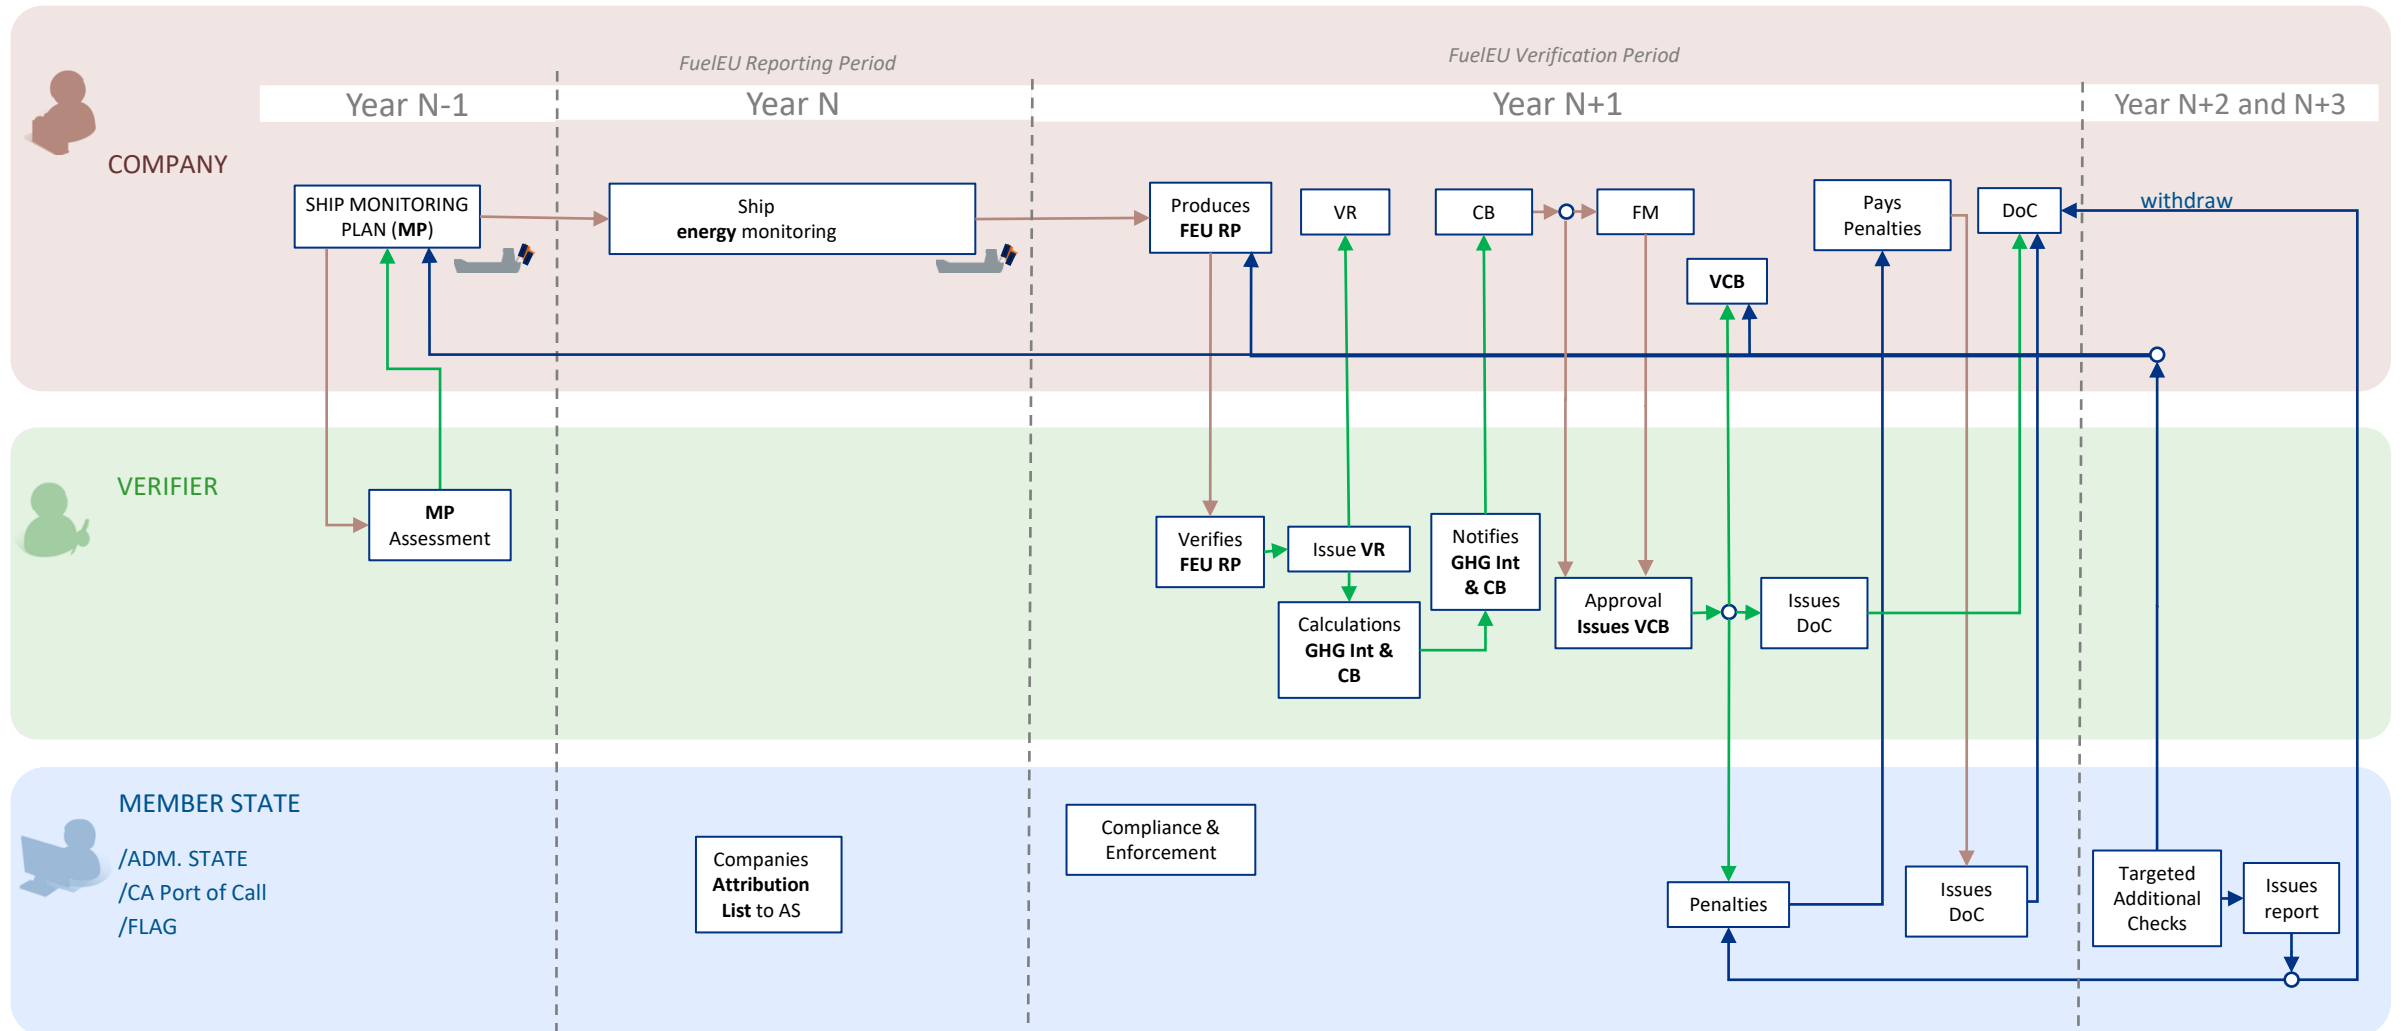 FuelEU Reporting Period
FuelEU Verification Period
Year N-1
Year N
Year N+1
Year N+2 and N+3
COMPANY
SHIP MONITORING
PLAN (MP)
Ship
energy monitoring
Produces
FEU RP
VR
CB
FM
Pays
Penalties
DoC
withdraw
VCB
VERIFIER
MP
Assessment
Verifies
FEU RP
Issue VR
Calculations
GHG Int &
CB
Notifies
GHG Int
& CB
Approval
Issues VCB
Issues
DoC
MEMBER STATE
/ADM. STATE
/CA Port of Call
/FLAG
Companies
Attribution
List to AS
Compliance &
Enforcement
Penalties
Issues
DoC
Targeted
Additional
Checks
Issues
report